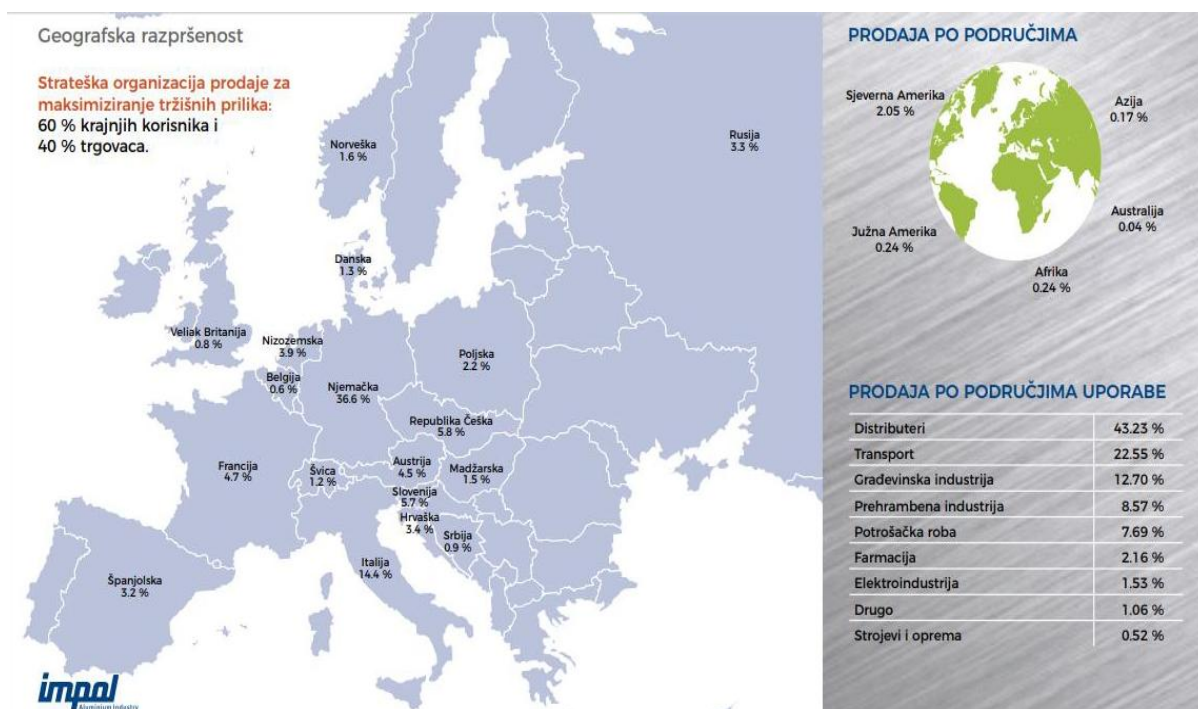 Geografska razpršenost
Strateška organizacija prodaje za
maksimiziranje tržišnih prilika:
60 % krajnjih korisnika i
40 % trgovaca.
Norveška
1.6 %
Rusija
3.3 %
Danska
1.3 %
Veliak Britanija
0.8 %
Nizozemska
3.9 %
Belgija
0.6 %
Njemačka
36.6 %
Poljska
2.2 %
Republika Češka
5.8 %
Francija
4.7 %
Švica
1.2 %
Austrija
4.5 %
Madžarska
1.5 %
Slovenija
5.7 %
Hrvaška
3.4 %
Srbija
0.9 %
Italija
14.4 %
Španjolska
3.2 %
impol
Aluminium Industry
PRODAJA PO PODRUČJIMA
Sjeverna Amerika
2.05 %
Azija
0.17 %
Južna Amerika
0.24 %
Australija
0.04 %
Afrika
0.24 %
PRODAJA PO PODRUČJIMA UPORABE
Distributeri 43.23 %
Transport 22.55 %
Građevinska industrija 12.70 %
Prehrambena industrija 8.57 %
Potrošačka roba 7.69 %
Farmacija 2.16 %
Elektroindustrija 1.53 %
Drugo 1.06 %
Strojevi i oprema 0.52 %